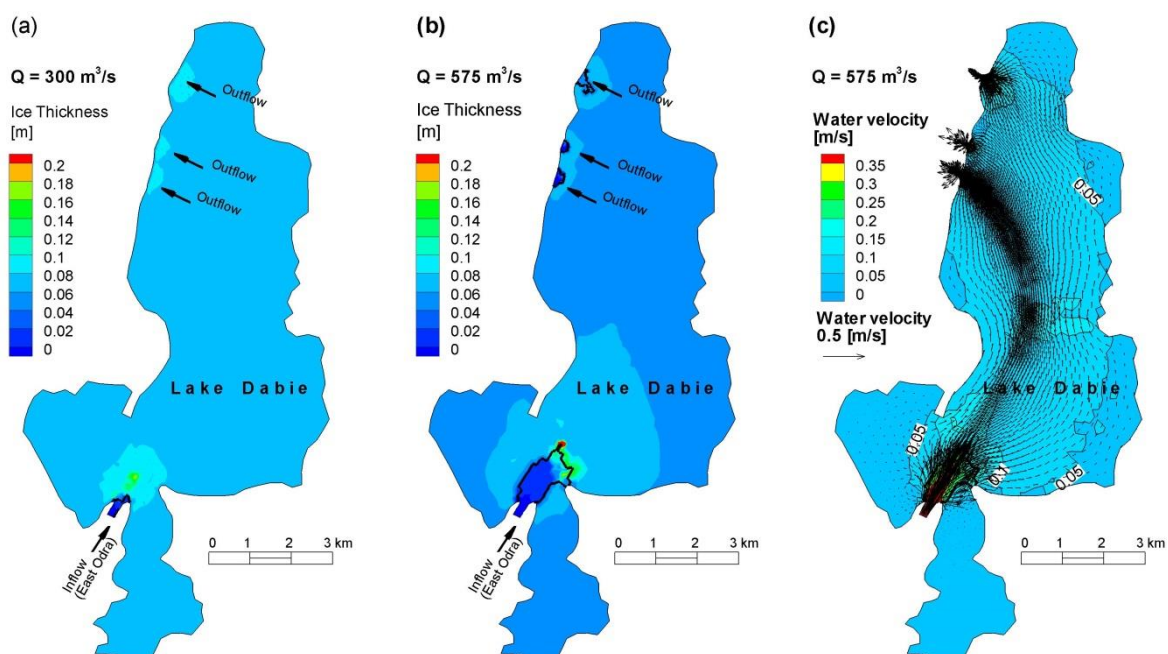 (a)
Q = 300 m³/s
Ice Thickness
[m]
0.2
0.18
0.16
0.14
0.12
0.1
0.08
0.06
0.04
0.02
0
Outflow
Outflow
Outflow
Lake Dabie
Inflow
(East Odra)
0 1 2 3 km
(b)
Q = 575 m³/s
Ice Thickness
[m]
0.2
0.18
0.16
0.14
0.12
0.1
0.08
0.06
0.04
0.02
0
Outflow
Outflow
Outflow
Lake Dabie
Inflow
(East Odra)
0 1 2 3 km
(c)
Q = 575 m³/s
Water velocity
[m/s]
0.35
0.3
0.25
0.2
0.15
0.1
0.05
0
Water velocity
0.5 [m/s]
0.05
Lake Dabie
0.05
0.1
0.05
0 1 2 3 km